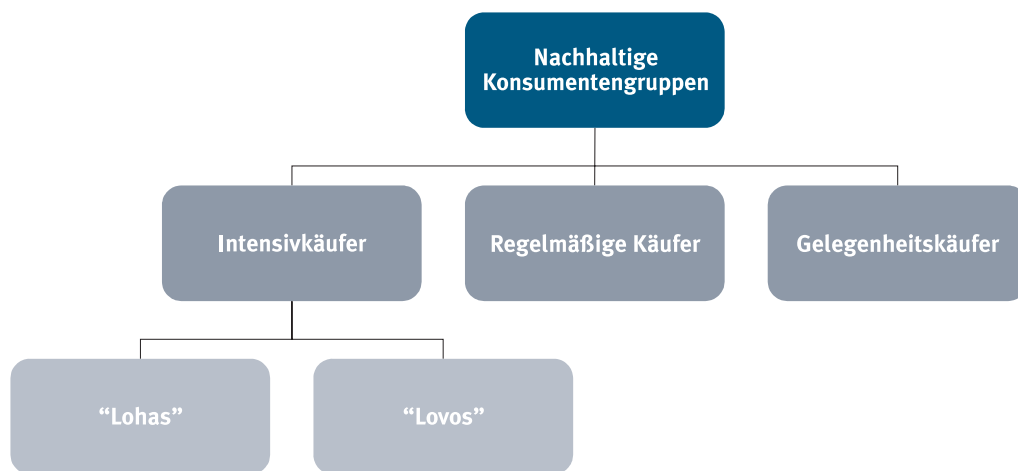 Nachhaltige
Konsumentengruppen
Intensivkäufer
Regelmäßige Käufer
Gelegenheitskäufer
“Lohas”
“Lovos”